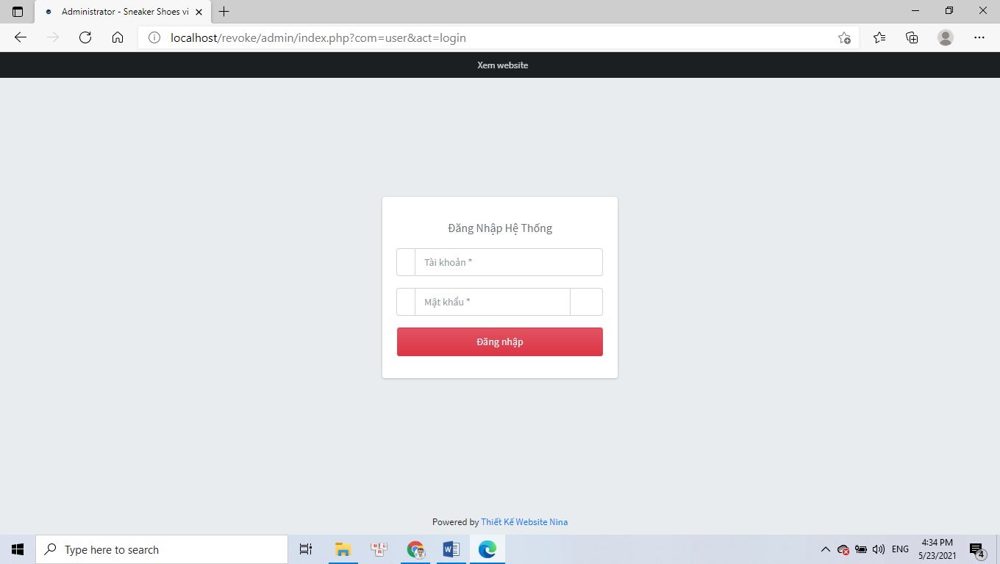 Administrator - Sneaker Shoes vi
localhost/revoke/admin/index.php?com=user&act=login
Xem website
Đăng Nhập Hệ Thống
Tài khoản *
Mật khẩu *
Đăng nhập
Powered by Thiết Kế Website Nina
Type here to search
W
ENG
4:34 PM
5/23/2021
4